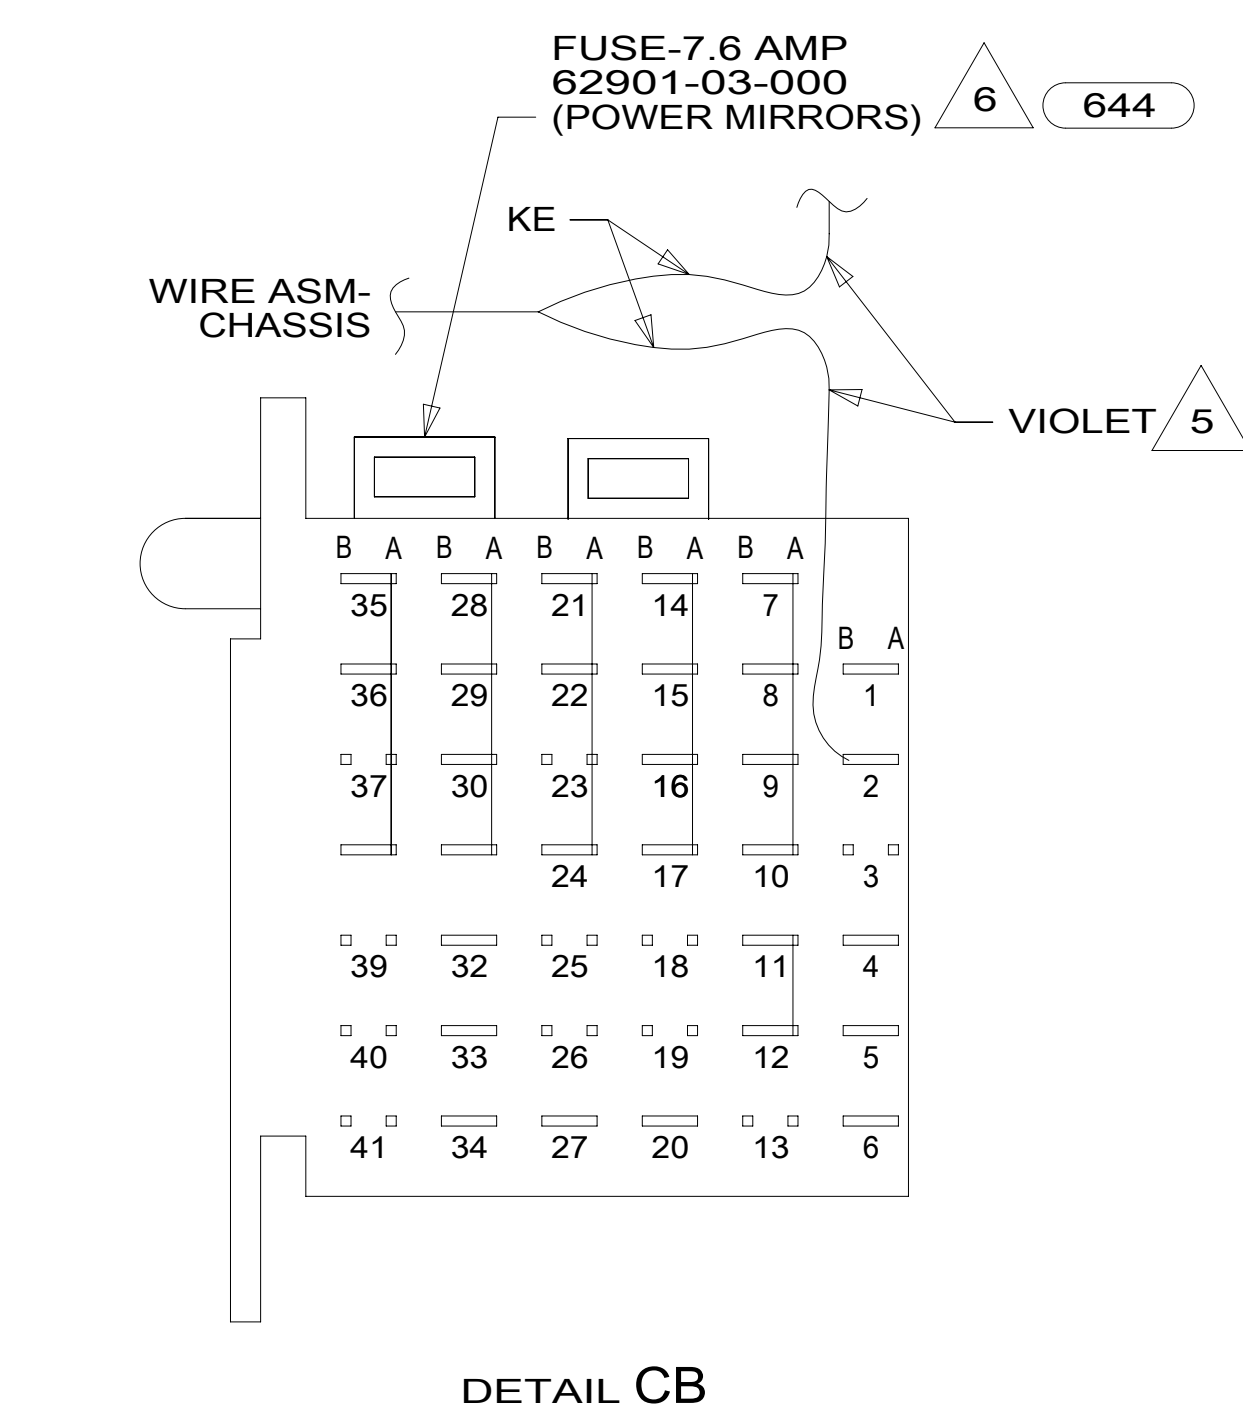 FUSE-7.6 AMP
62901-03-000
(POWER MIRRORS) 6 644
KE
WIRE ASM-
CHASSIS
VIOLET 5
B A B A B A B A B A
35 28 21 14 7
B A
36 29 22 15 8 1
37 30 23 16 9 2
24 17 10 3
39 32 25 18 11 4
40 33 26 19 12 5
41 34 27 20 13 6
DETAIL CB